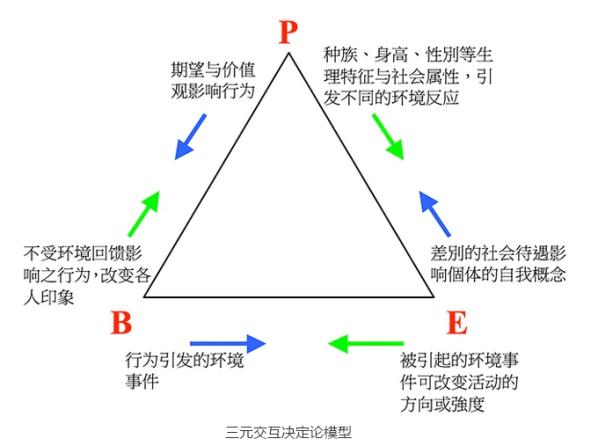 P
期望与价值
观影响行为
种族、身高、性別等生
理特征与社会属性，引
发不同的环境反应
不受环境回馈影
响之行为，改变各
人印象
差別的社会待遇影
响個体的自我概念
B
E
行为引发的环境
事件
被引起的环境事
件可改变活动的
方向或強度
三元交互决定论模型